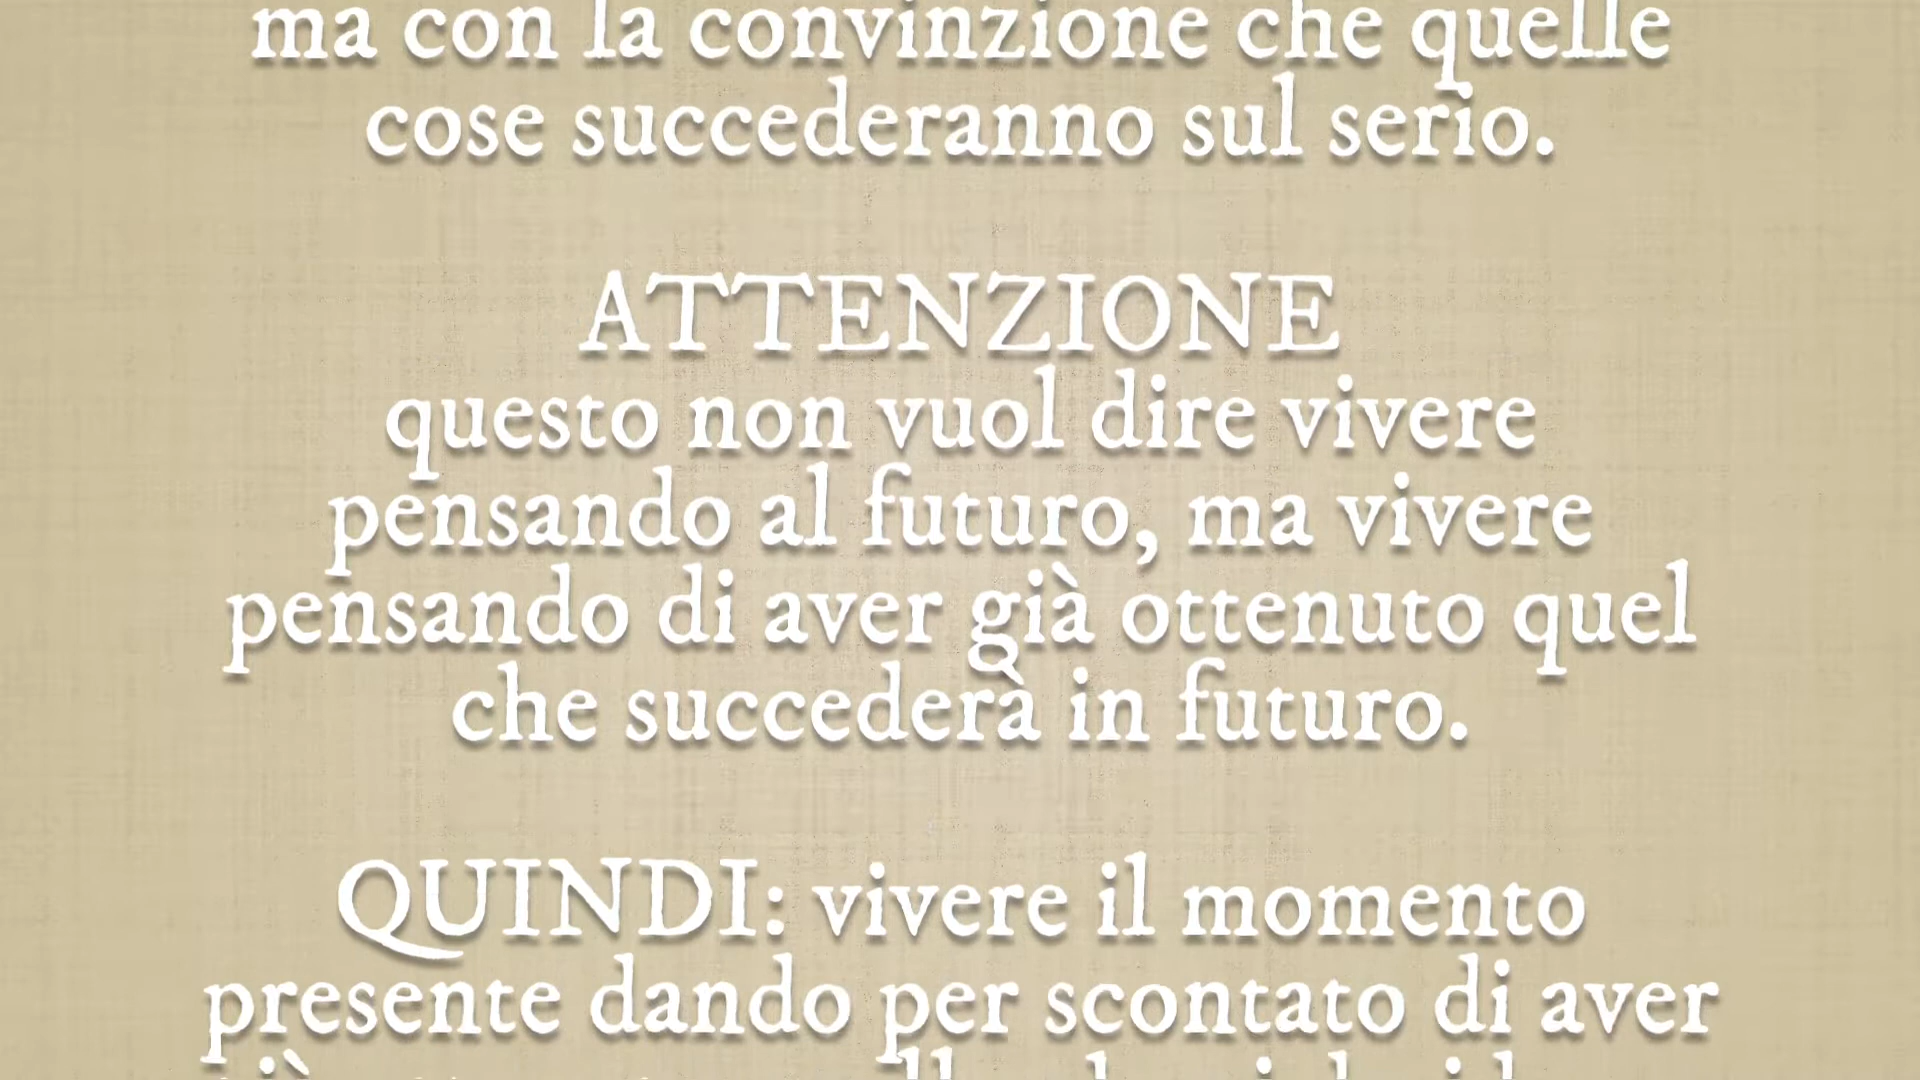 ma con la convinzione che quelle
cose succederanno sul serio.
ATTENZIONE
questo non vuol dire vivere
pensando al futuro, ma vivere
pensando di aver già ottenuto quel
che succederà in futuro.
QUINDI: vivere il momento
presente dando per scontato di aver